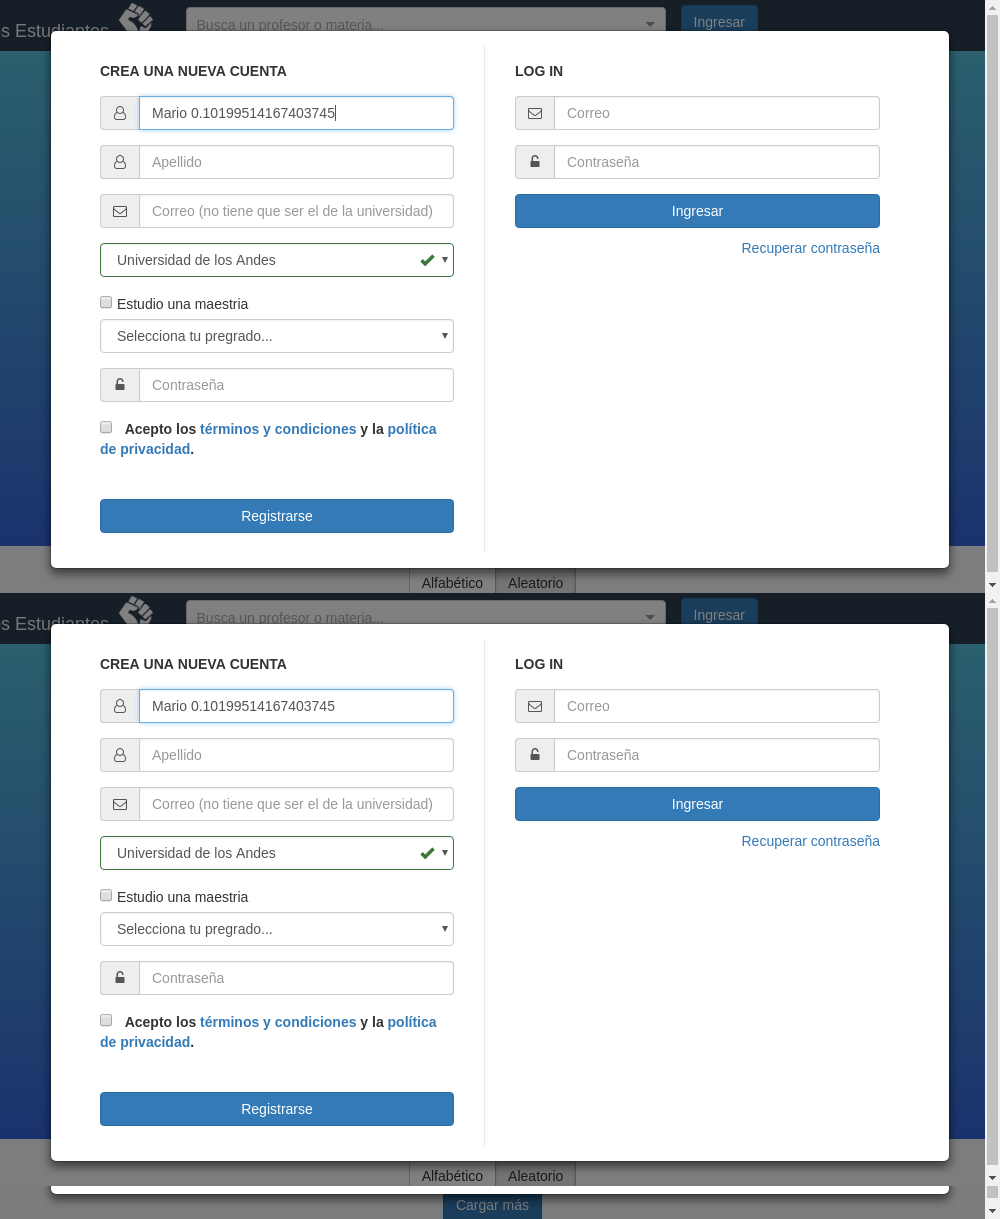 s Estudiantes
Busca un profesor o materia...
Ingresar
CREA UNA NUEVA CUENTA
LOG IN
Mario 0.10199514167403745
Correo
Apellido
Contraseña
Correo (no tiene que ser el de la universidad)
Ingresar
Recuperar contraseña
Universidad de los Andes
Estudio una maestria
Selecciona tu pregrado...
Contraseña
Acepto los términos y condiciones y la política
de privacidad.
Registrarse
Alfabético
Aleatorio
s Estudiantes
Busca un profesor o materia...
Ingresar
CREA UNA NUEVA CUENTA
LOG IN
Mario 0.10199514167403745
Correo
Apellido
Contraseña
Correo (no tiene que ser el de la universidad)
Ingresar
Recuperar contraseña
Universidad de los Andes
Estudio una maestria
Selecciona tu pregrado...
Contraseña
Acepto los términos y condiciones y la política
de privacidad.
Registrarse
Alfabético
Aleatorio
Cargar más